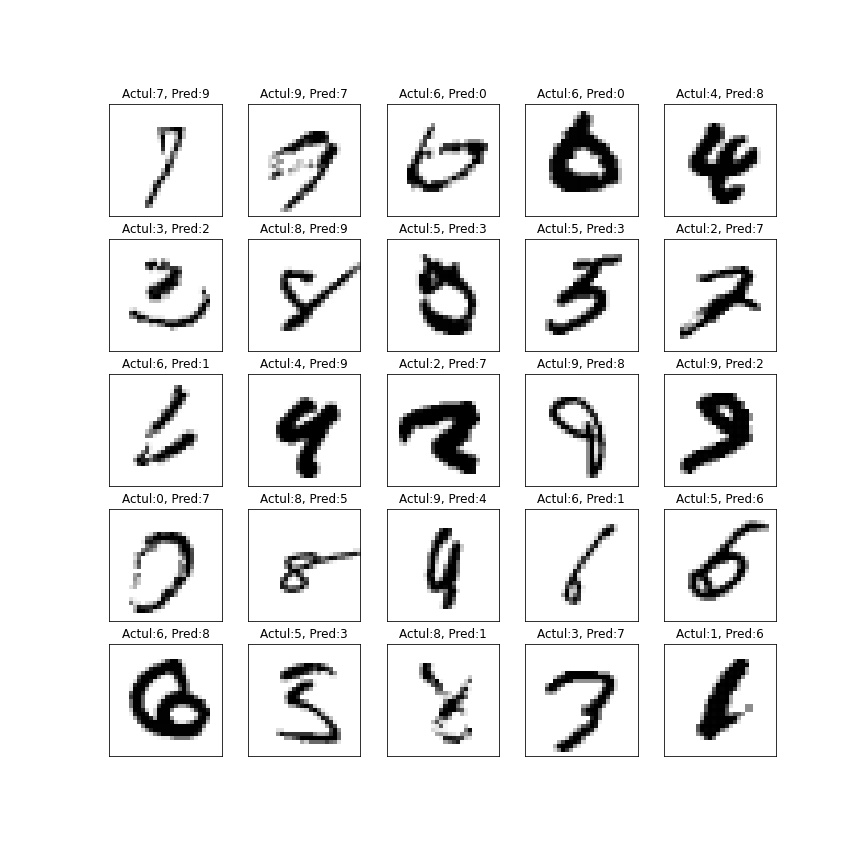 Actul:7, Pred:9 Actul:9, Pred:7 Actul:6, Pred:0 Actul:6, Pred:0 Actul:4, Pred:8
Actul:3, Pred:2 Actul:8, Pred:9 Actul:5, Pred:3 Actul:5, Pred:3 Actul:2, Pred:7
Actul:6, Pred:1 Actul:4, Pred:9 Actul:2, Pred:7 Actul:9, Pred:8 Actul:9, Pred:2
Actul:0, Pred:7 Actul:8, Pred:5 Actul:9, Pred:4 Actul:6, Pred:1 Actul:5, Pred:6
Actul:6, Pred:8 Actul:5, Pred:3 Actul:8, Pred:1 Actul:3, Pred:7 Actul:1, Pred:6